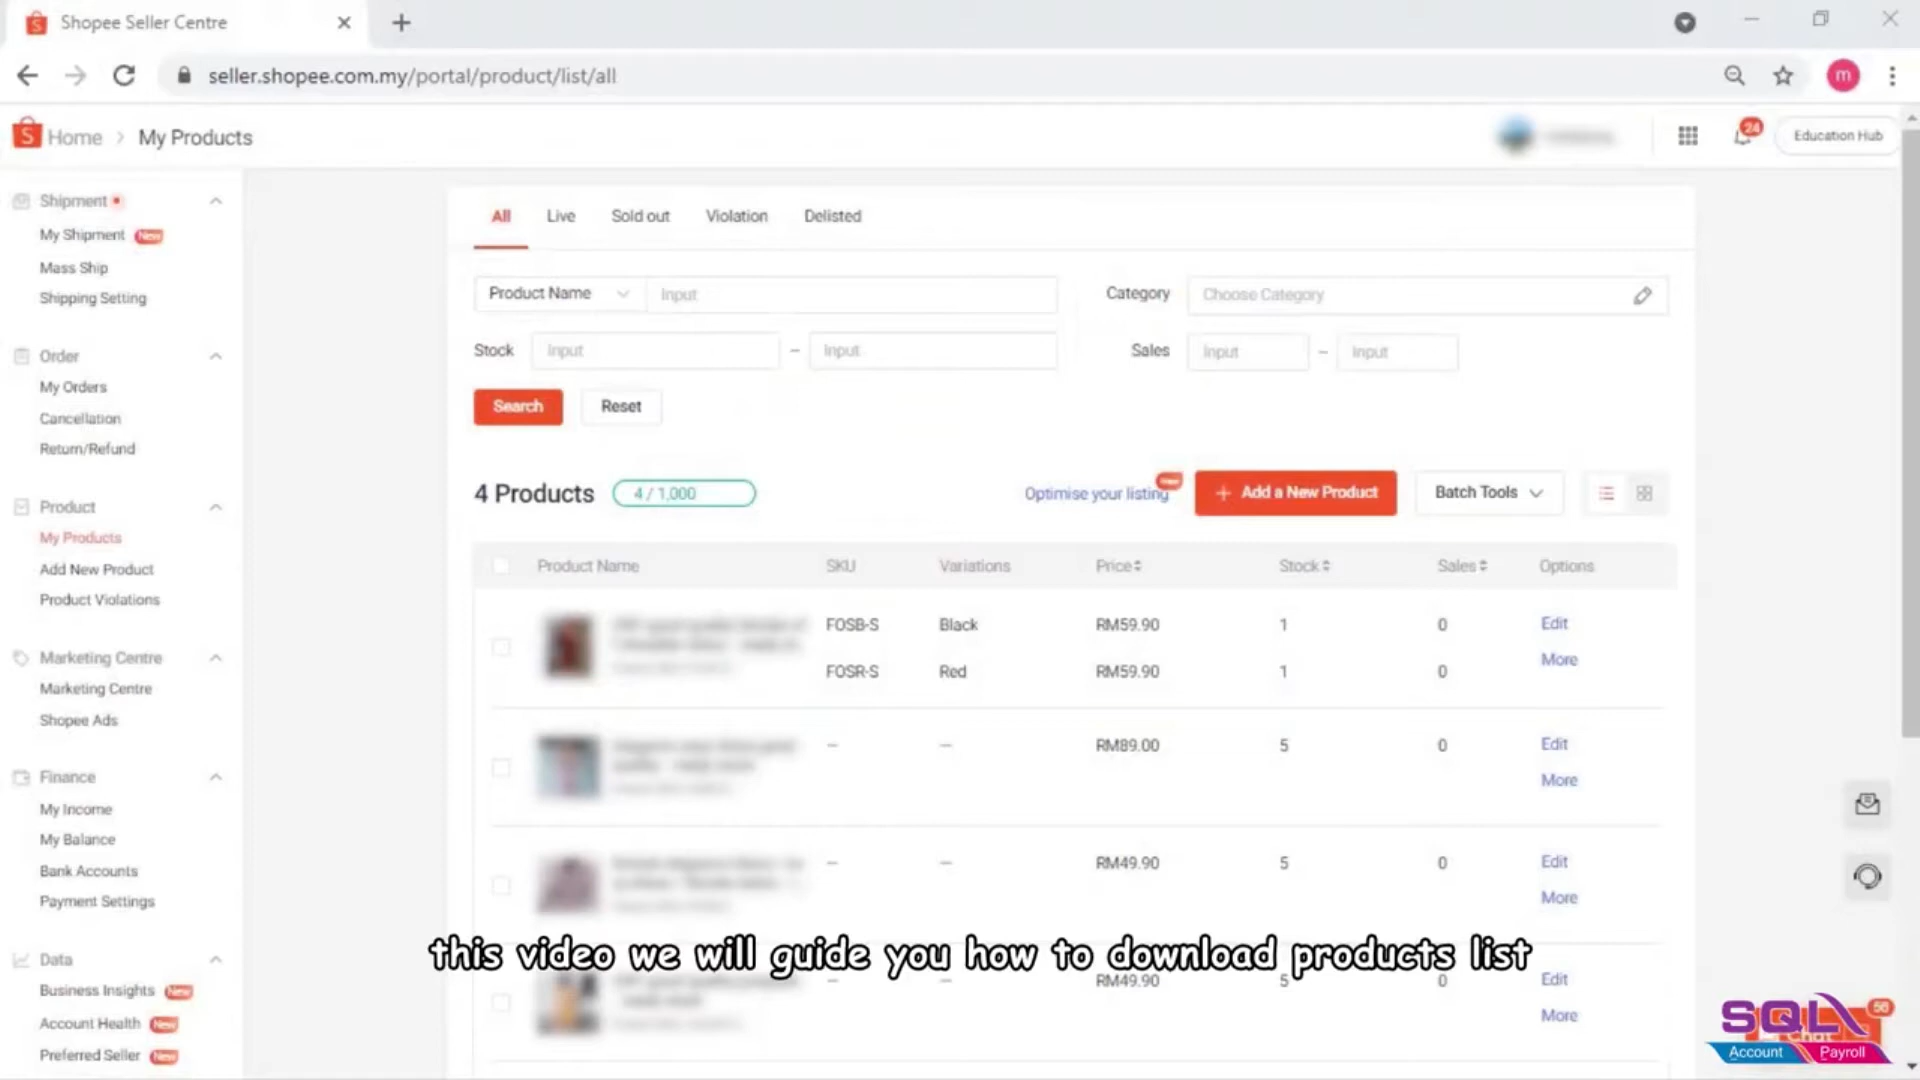 Shopee Seller Centre
seller.shopee.com.my/portal/product/list/all
m
Home > My Products
24
Education Hub
Shipment
My Shipment New
Mass Ship
Shipping Setting
Order
My Orders
Cancellation
Return/Refund
Product
My Products
Add New Product
Product Violations
Marketing Centre
Marketing Centre
Shopee Ads
Finance
My Income
My Balance
Bank Accounts
Payment Settings
Data
Business Insights New
Account Health New
Preferred Seller New
All Live Sold out Violation Delisted
Product Name Input Category Choose Category
Stock Input – Input Sales Input – Input
Search Reset
4 Products 4 / 1,000 Optimise your listing New + Add a New Product Batch Tools
Product Name SKU Variations Price Stock Sales Options
FOSB-S Black RM59.90 1 0 Edit
More
FOSR-S Red RM59.90 1 0
– – RM89.00 5 0 Edit
More
– – RM49.90 5 0 Edit
More
this video we will guide you how to download products list
– – RM49.90 5 0 Edit
More
56
SQL
Chat
Account Payroll